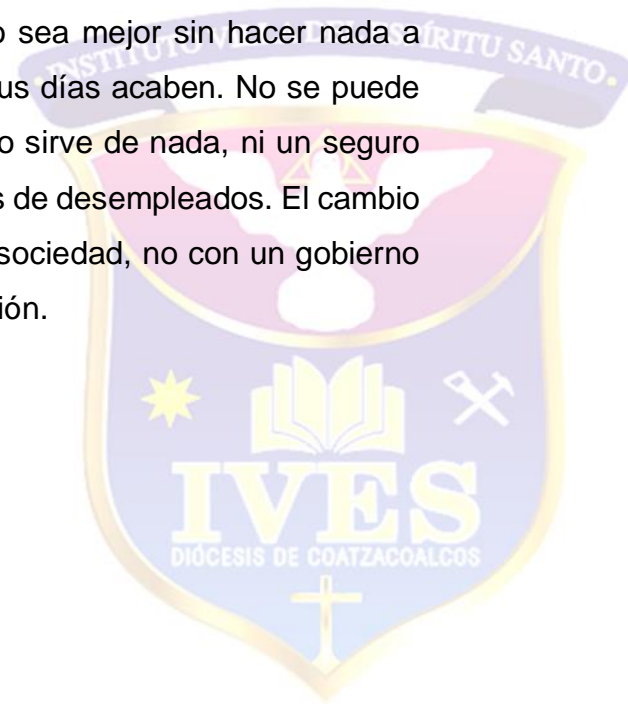 INSTITUTO VILLA DEL ESPÍRITU SANTO.
o sea mejor sin hacer nada a
us días acaben. No se puede
o sirve de nada, ni un seguro
s de desempleados. El cambio
sociedad, no con un gobierno
ión.
IVES
DIÓCESIS DE COATZACOALCOS